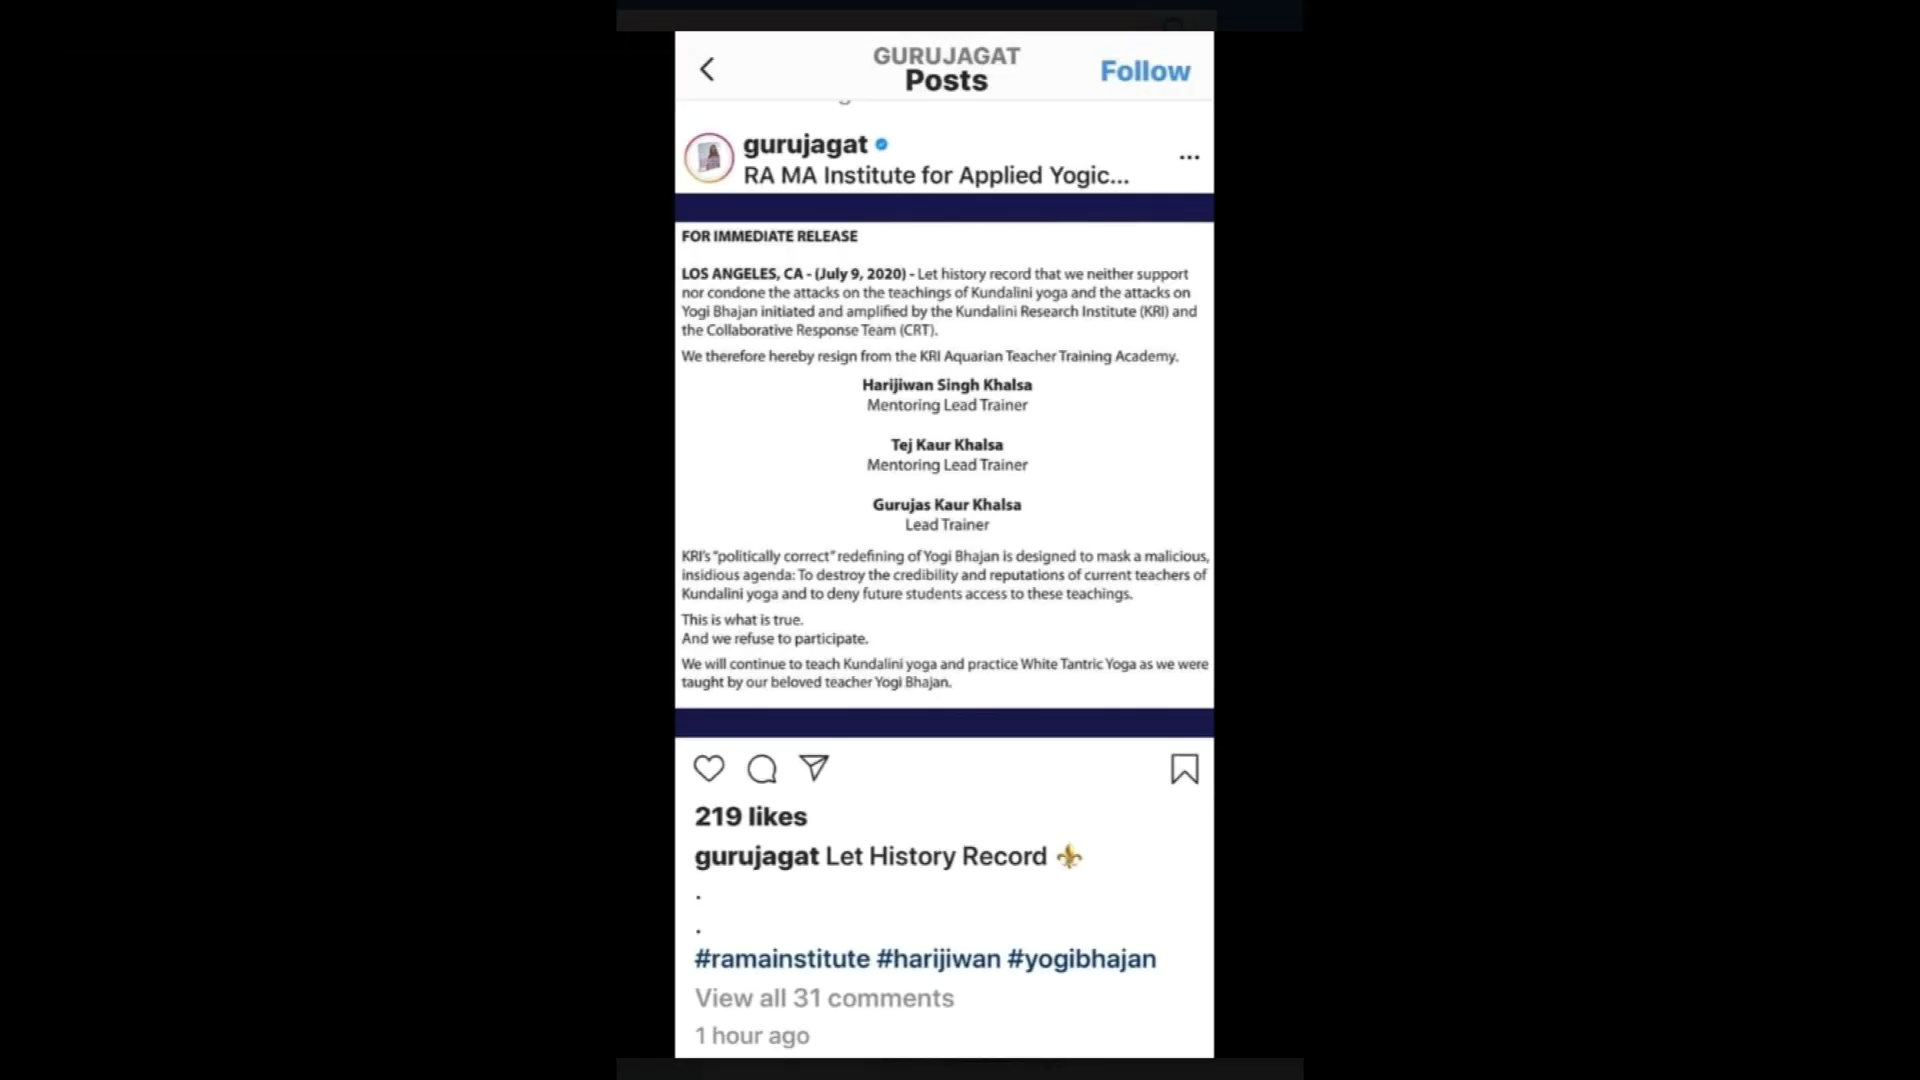 GURUJAGAT
Posts
Follow
gurujagat
RA MA Institute for Applied Yogic...
FOR IMMEDIATE RELEASE
LOS ANGELES, CA - (July 9, 2020) - Let history record that we neither support
nor condone the attacks on the teachings of Kundalini yoga and the attacks on
Yogi Bhajan initiated and amplified by the Kundalini Research Institute (KRI) and
the Collaborative Response Team (CRT).
We therefore hereby resign from the KRI Aquarian Teacher Training Academy.
Harijiwan Singh Khalsa
Mentoring Lead Trainer
Tej Kaur Khalsa
Mentoring Lead Trainer
Gurujas Kaur Khalsa
Lead Trainer
KRI's "politically correct" redefining of Yogi Bhajan is designed to mask a malicious,
insidious agenda: To destroy the credibility and reputations of current teachers of
Kundalini yoga and to deny future students access to these teachings.
This is what is true.
And we refuse to participate.
We will continue to teach Kundalini yoga and practice White Tantric Yoga as we were
taught by our beloved teacher Yogi Bhajan.
219 likes
gurujagat Let History Record ⚜️
.
.
#ramainstitute #harijiwan #yogibhajan
View all 31 comments
1 hour ago